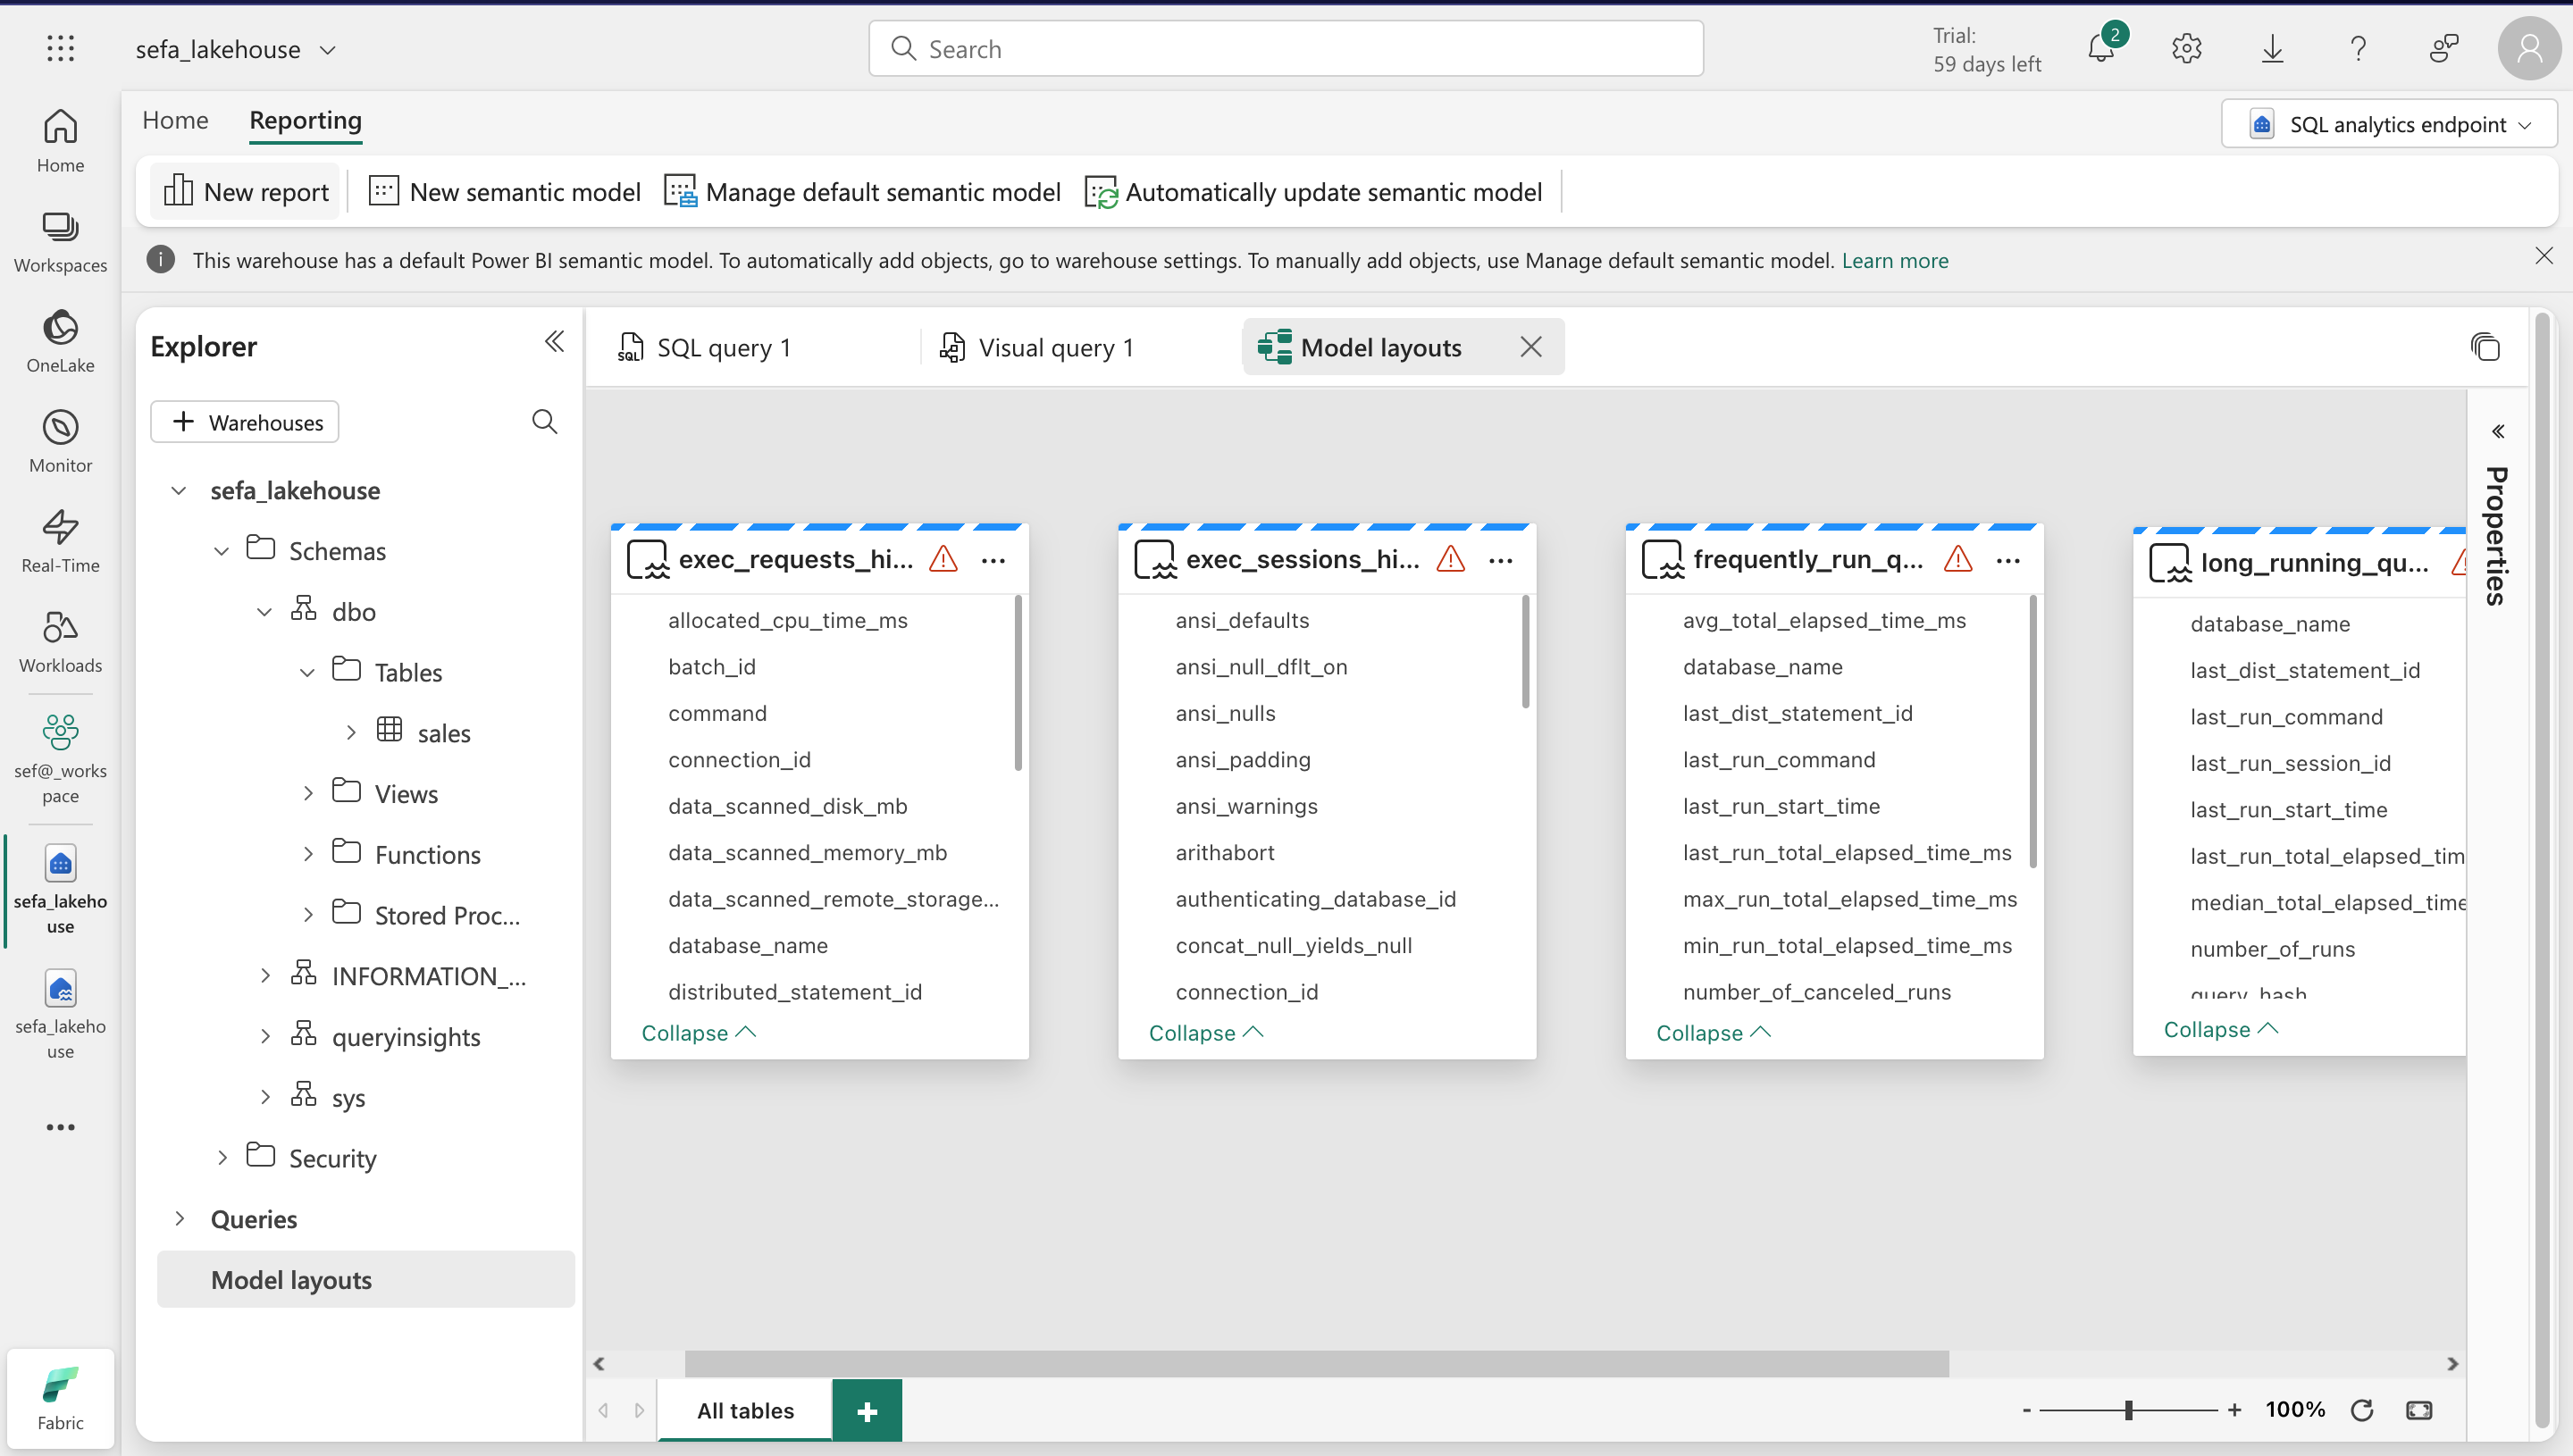 sefa_lakehouse
Search
Trial:
59 days left
2
Home
Reporting
SQL analytics endpoint
New report
New semantic model
Manage default semantic model
Automatically update semantic model
This warehouse has a default Power BI semantic model. To automatically add objects, go to warehouse settings. To manually add objects, use Manage default semantic model. Learn more
Home
Workspaces
OneLake
Monitor
Real-Time
Workloads
sef@_works
pace
sefa_lakeho
use
sefa_lakeho
use
Fabric
Explorer
Warehouses
sefa_lakehouse
Schemas
dbo
Tables
sales
Views
Functions
Stored Proc...
INFORMATION_...
queryinsights
sys
Security
Queries
Model layouts
SQL query 1
Visual query 1
Model layouts
exec_requests_hi...
allocated_cpu_time_ms
batch_id
command
connection_id
data_scanned_disk_mb
data_scanned_memory_mb
data_scanned_remote_storage...
database_name
distributed_statement_id
Collapse
exec_sessions_hi...
ansi_defaults
ansi_null_dflt_on
ansi_nulls
ansi_padding
ansi_warnings
arithabort
authenticating_database_id
concat_null_yields_null
connection_id
Collapse
frequently_run_q...
avg_total_elapsed_time_ms
database_name
last_dist_statement_id
last_run_command
last_run_start_time
last_run_total_elapsed_time_ms
max_run_total_elapsed_time_ms
min_run_total_elapsed_time_ms
number_of_canceled_runs
Collapse
long_running_qu...
database_name
last_dist_statement_id
last_run_command
last_run_session_id
last_run_start_time
last_run_total_elapsed_tim
median_total_elapsed_time
number_of_runs
query_hash
Collapse
Properties
All tables
- + 100%